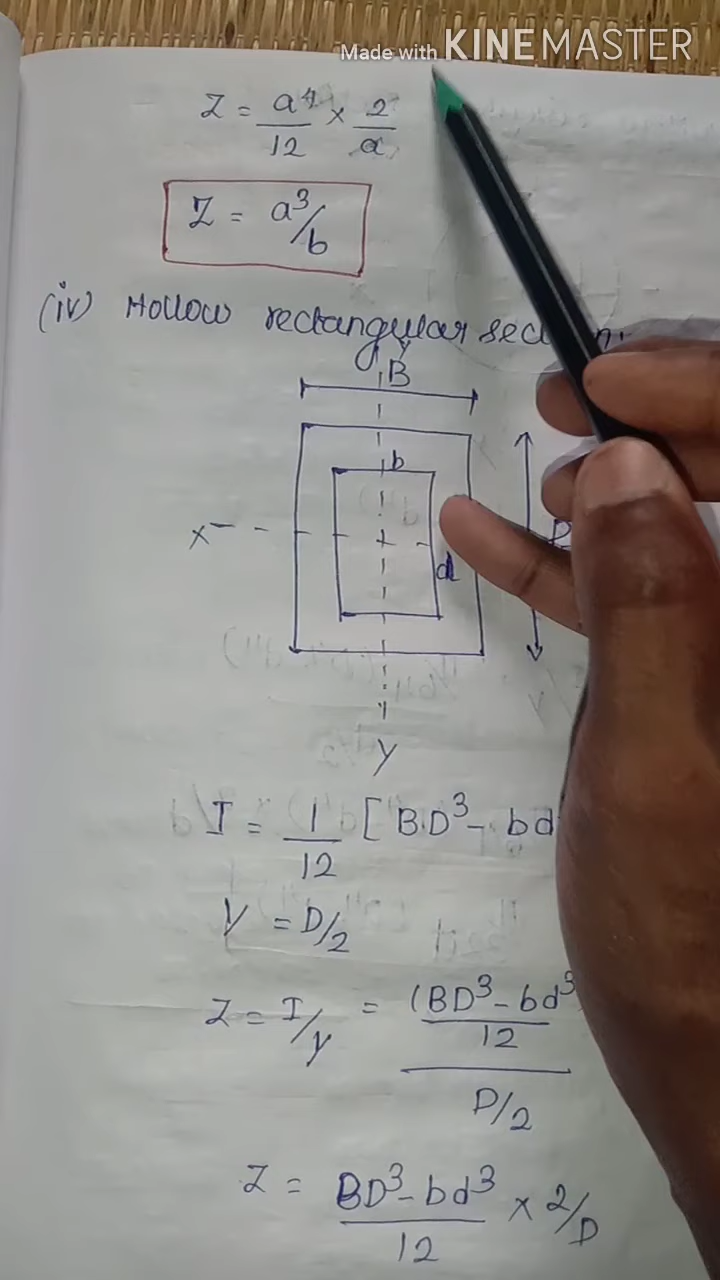 Made with KINEMASTER
Z = a⁴/12 × 2/a
Z = a³/6
(iv) Hollow rectangular section
Y
B
b
X
d
D
Y
I = 1/12 [BD³ - bd
Y = D/2
Z = I/Y = (BD³ - bd³)/12 / D/2
Z = BD³ - bd³/12 × 2/D